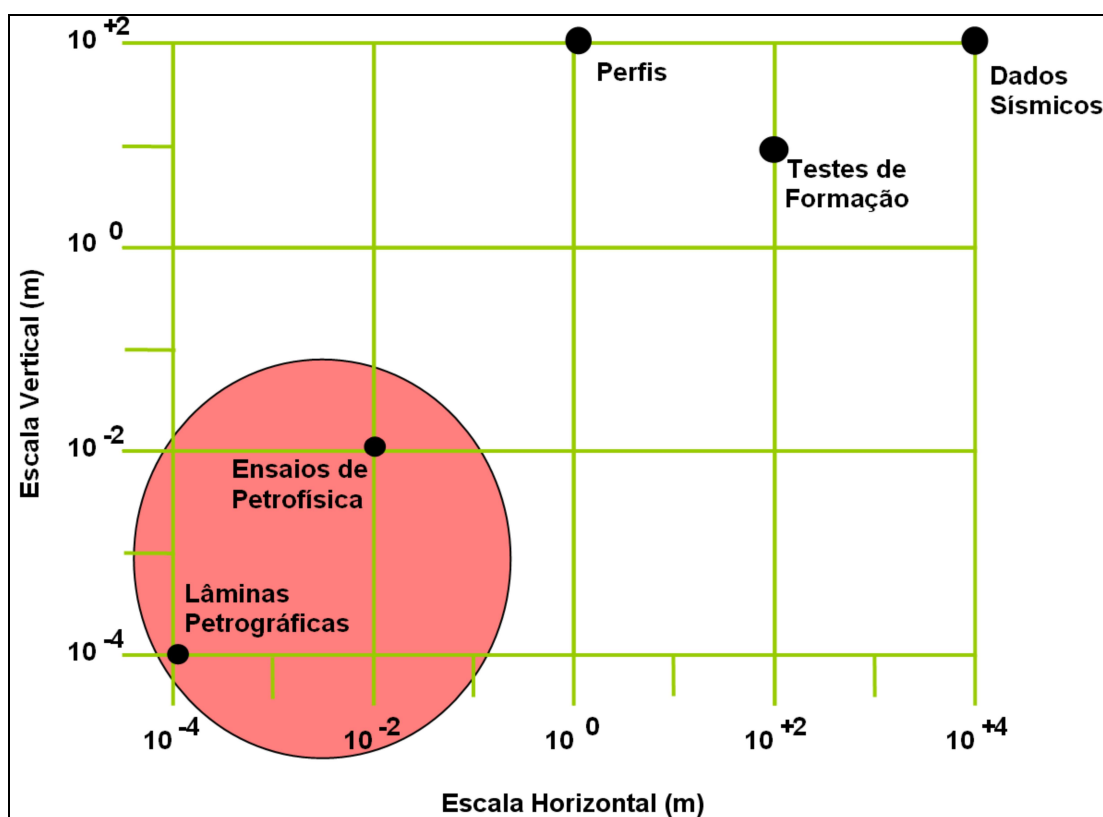 10 +2
Perfis
Dados
Sísmicos
Testes de
Formação
10 0
Escala Vertical (m)
10 -2
Ensaios de
Petrofísica
Lâminas
Petrográficas
10 -4
10 -4
10 -2
10 0
10 +2
10 +4
Escala Horizontal (m)